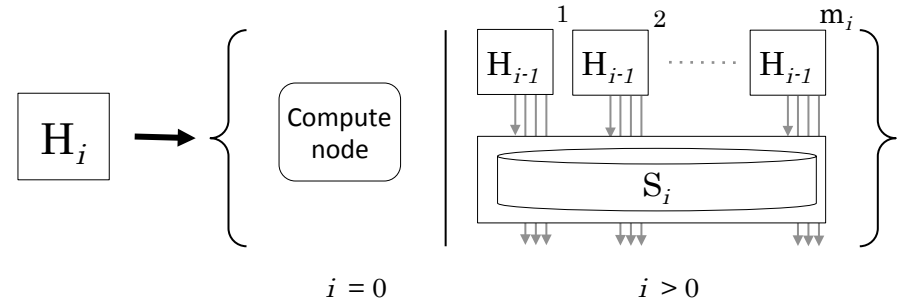 1 2 mᵢ
Hᵢ₋₁ Hᵢ₋₁ ........ Hᵢ₋₁
Hᵢ
Compute
node
Sᵢ
i = 0 i > 0